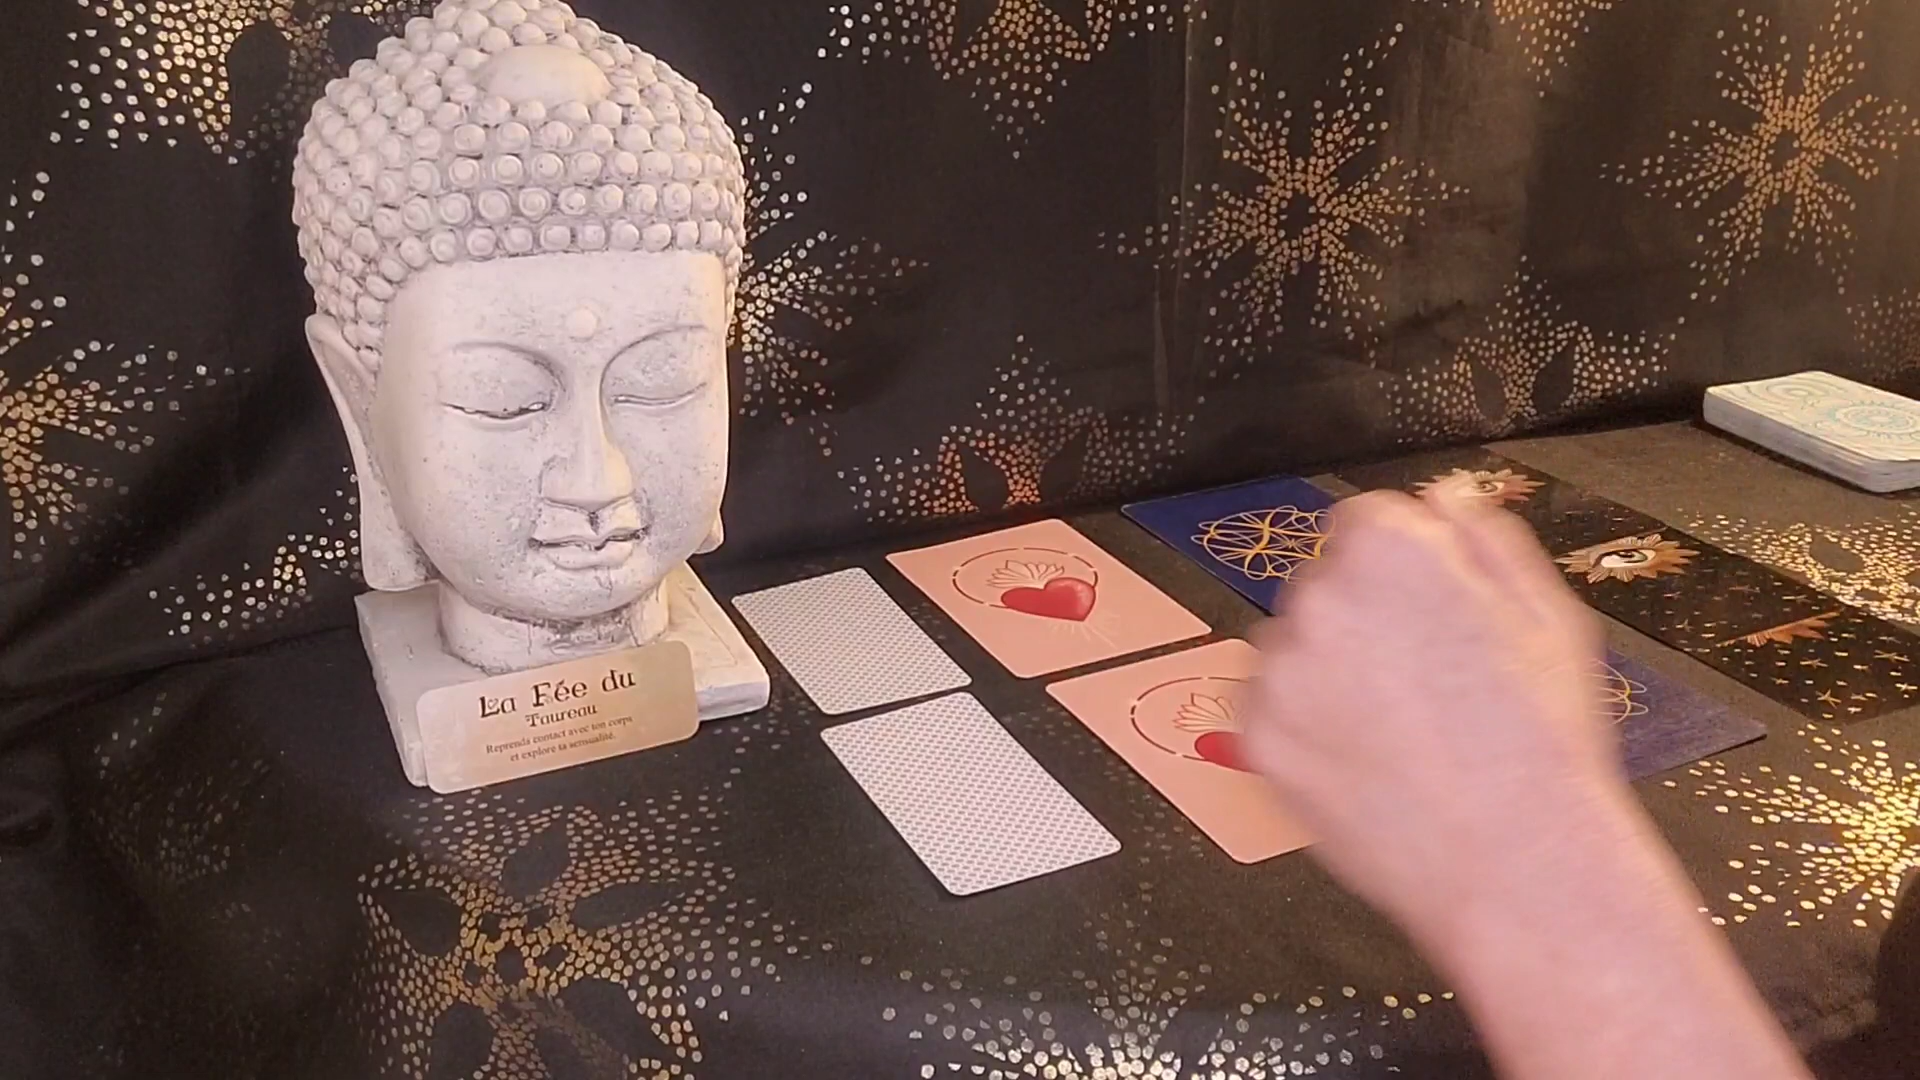 La Fée du
Taureau
Reprends contact avec ton corps
et explore ta sensualité.